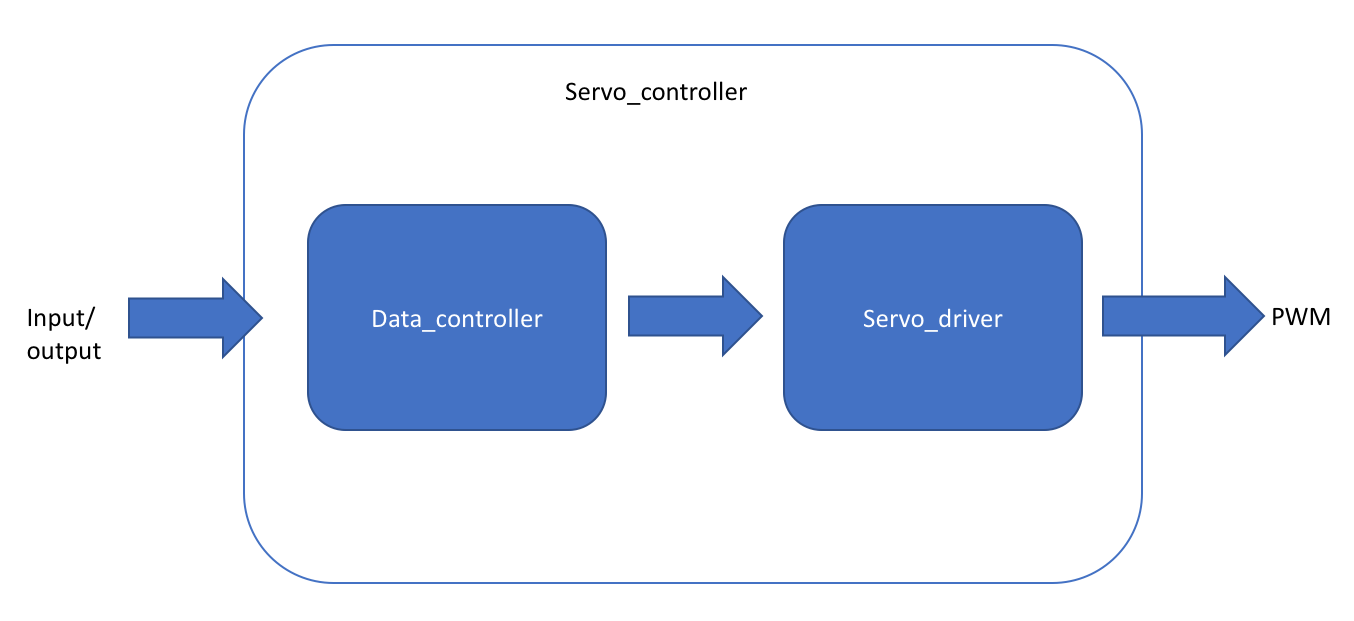 Servo_controller
Input/
output
Data_controller
Servo_driver
PWM